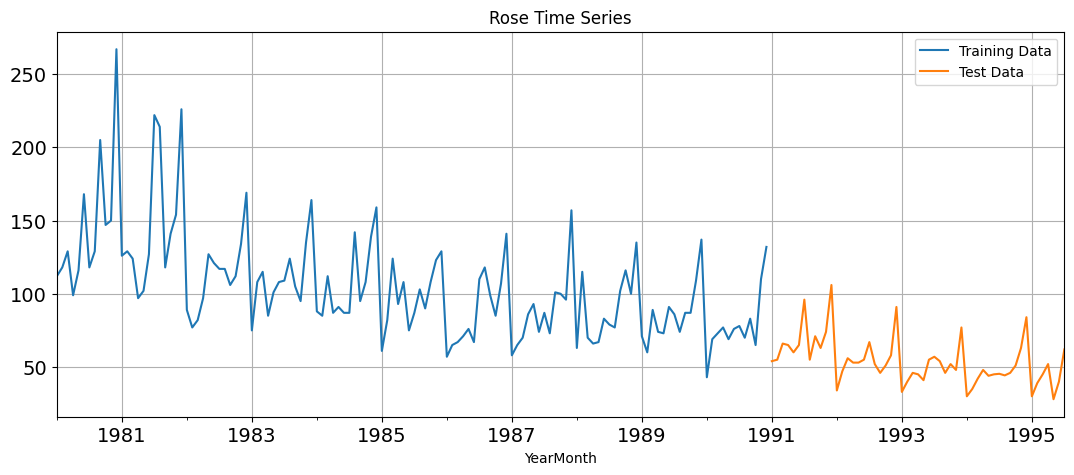 Rose Time Series
Training Data
Test Data
250
200
150
100
50
1981 1983 1985 1987 1989 1991 1993 1995
YearMonth